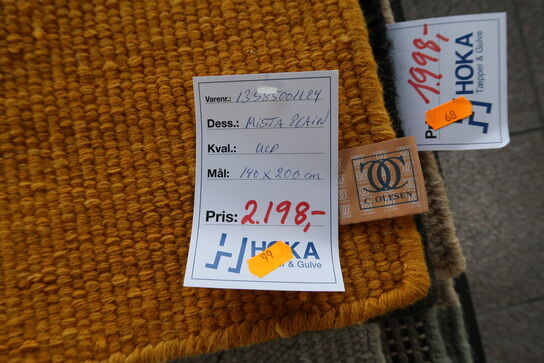 Varenr.: 13585001124
Dess.: MISTA PLAIN
Kval.: ULD
Mål: 140 x 200 cm
Pris: 2.198,-
HOKA
Tæpper & Gulve
99
C. OLESEN
1998,-
HOKA
Tæpper & Gulve
68